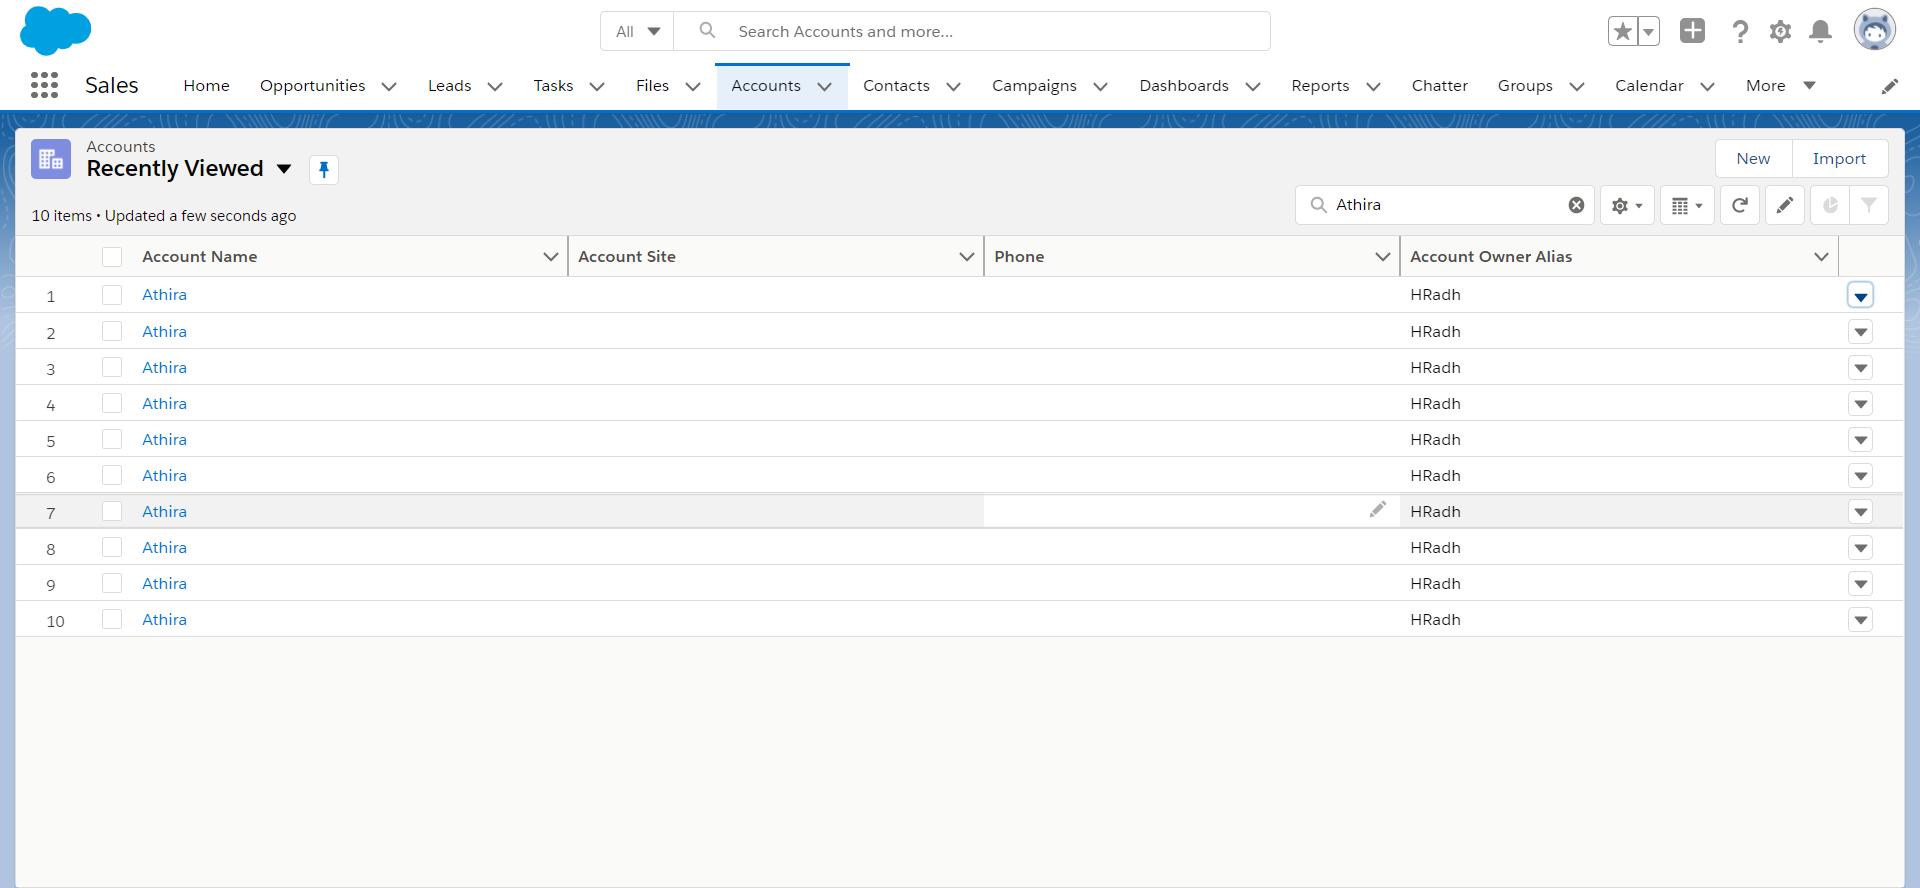 All Search Accounts and more...
Sales Home Opportunities Leads Tasks Files Accounts Contacts Campaigns Dashboards Reports Chatter Groups Calendar More
Accounts
Recently Viewed
New Import
10 items • Updated a few seconds ago
Athira
Account Name Account Site Phone Account Owner Alias
1 Athira HRadh
2 Athira HRadh
3 Athira HRadh
4 Athira HRadh
5 Athira HRadh
6 Athira HRadh
7 Athira HRadh
8 Athira HRadh
9 Athira HRadh
10 Athira HRadh